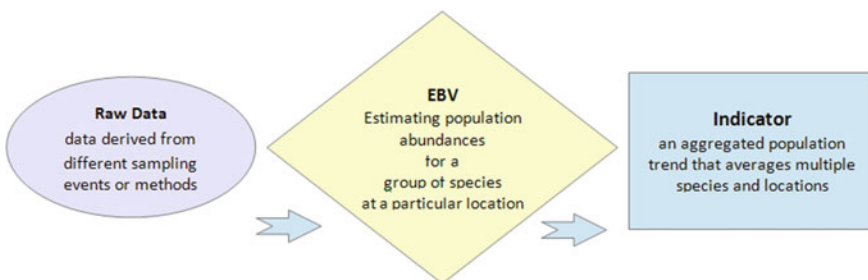 Raw Data
data derived from
different sampling
events or methods
EBV
Estimating population
abundances
for a
group of species
at a particular location
Indicator
an aggregated population
trend that averages multiple
species and locations